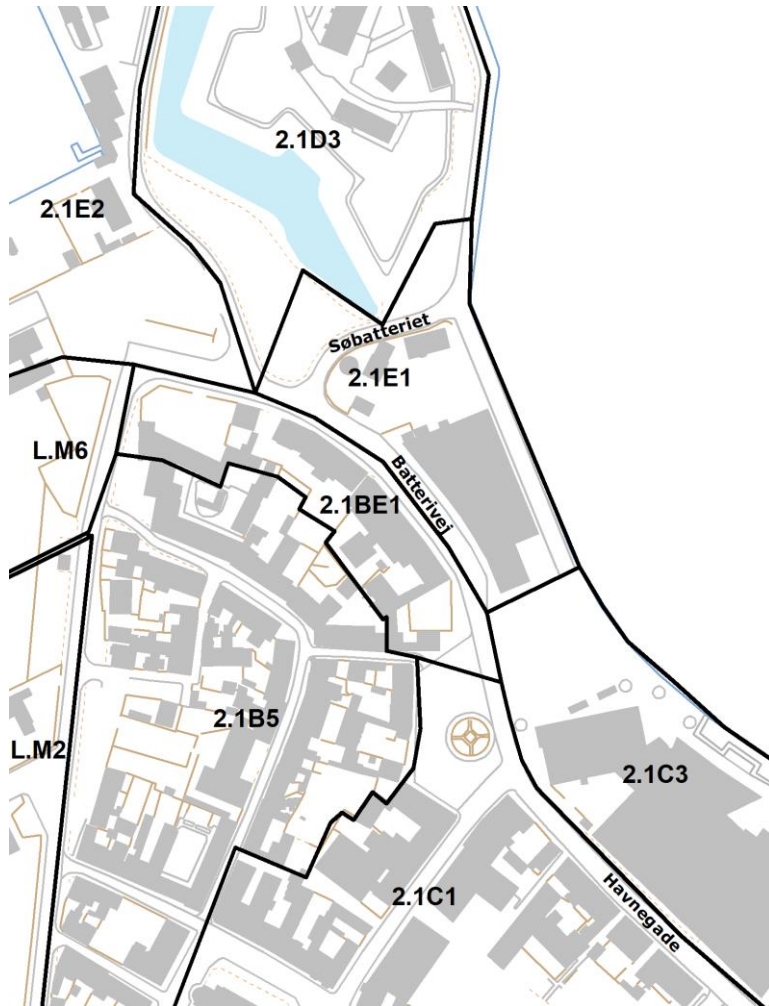 2.1D3
2.1E2
Søbatteriet
2.1E1
L.M6
2.1BE1
Batterivej
2.1B5
L.M2
2.1C3
2.1C1
Havnegade